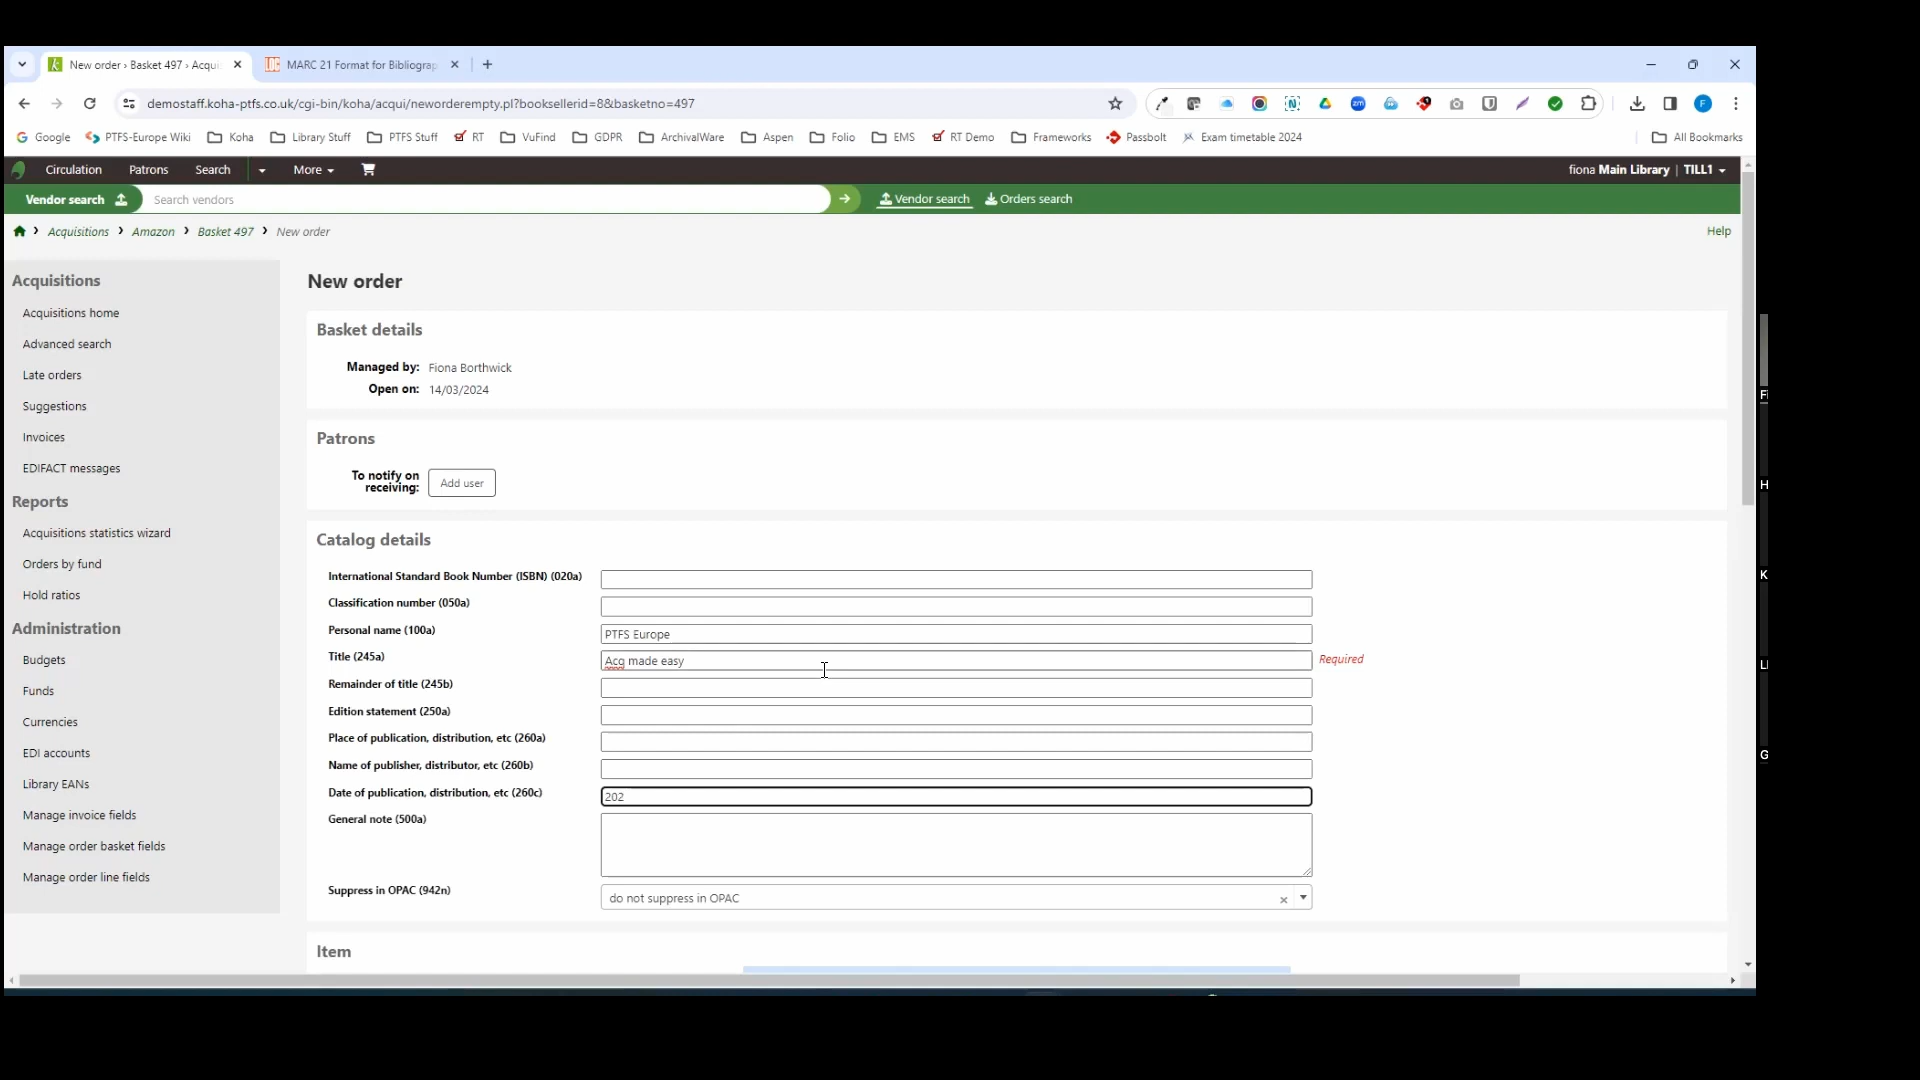 New order › Basket 497 › Acqui
MARC 21 Format for Bibliograp
demostaff.koha-ptfs.co.uk/cgi-bin/koha/acqui/neworderempty.pl?booksellerid=8&basketno=497
Google PTFS-Europe Wiki Koha Library Stuff PTFS Stuff RT VuFind GDPR ArchivalWare Aspen Folio EMS RT Demo Frameworks Passbolt Exam timetable 2024 All Bookmarks
Circulation Patrons Search More fiona Main Library | TILL1
Vendor search Search vendors Vendor search Orders search
Acquisitions Amazon Basket 497 New order Help
Acquisitions
Acquisitions home
Advanced search
Late orders
Suggestions
Invoices
EDIFACT messages
Reports
Acquisitions statistics wizard
Orders by fund
Hold ratios
Administration
Budgets
Funds
Currencies
EDI accounts
Library EANs
Manage invoice fields
Manage order basket fields
Manage order line fields
New order
Basket details
Managed by: Fiona Borthwick
Open on: 14/03/2024
Patrons
To notify on
receiving:
Add user
Catalog details
International Standard Book Number (ISBN) (020a)
Classification number (050a)
Personal name (100a) PTFS Europe
Title (245a) Acq made easy Required
Remainder of title (245b)
Edition statement (250a)
Place of publication, distribution, etc (260a)
Name of publisher, distributor, etc (260b)
Date of publication, distribution, etc (260c) 202
General note (500a)
Suppress in OPAC (942n) do not suppress in OPAC
Item